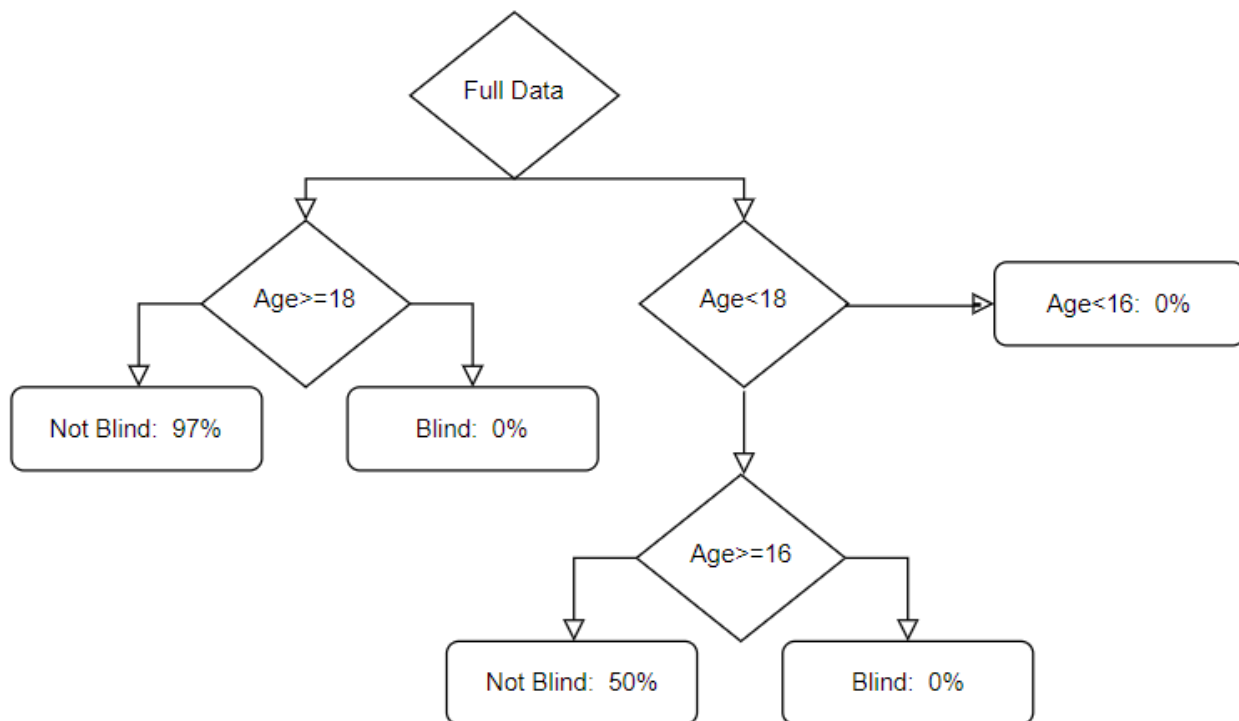 Full Data
Age>=18
Age<18
Age<16: 0%
Not Blind: 97%
Blind: 0%
Age>=16
Not Blind: 50%
Blind: 0%